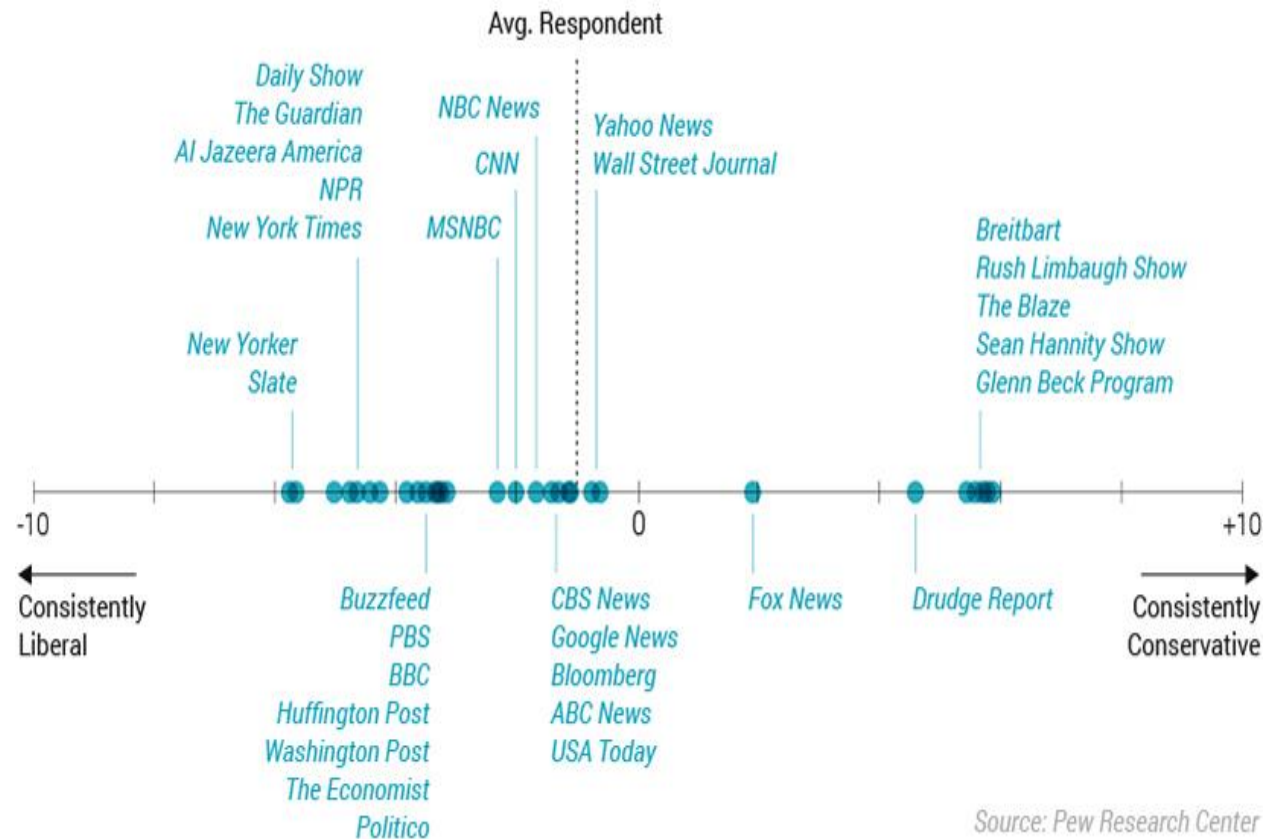 Avg. Respondent
Daily Show
The Guardian
Al Jazeera America
NPR
New York Times
NBC News
CNN
MSNBC
Yahoo News
Wall Street Journal
New Yorker
Slate
Breitbart
Rush Limbaugh Show
The Blaze
Sean Hannity Show
Glenn Beck Program
-10
0
+10
Consistently
Liberal
Buzzfeed
PBS
BBC
Huffington Post
Washington Post
The Economist
Politico
CBS News
Google News
Bloomberg
ABC News
USA Today
Fox News
Drudge Report
Consistently
Conservative
Source: Pew Research Center